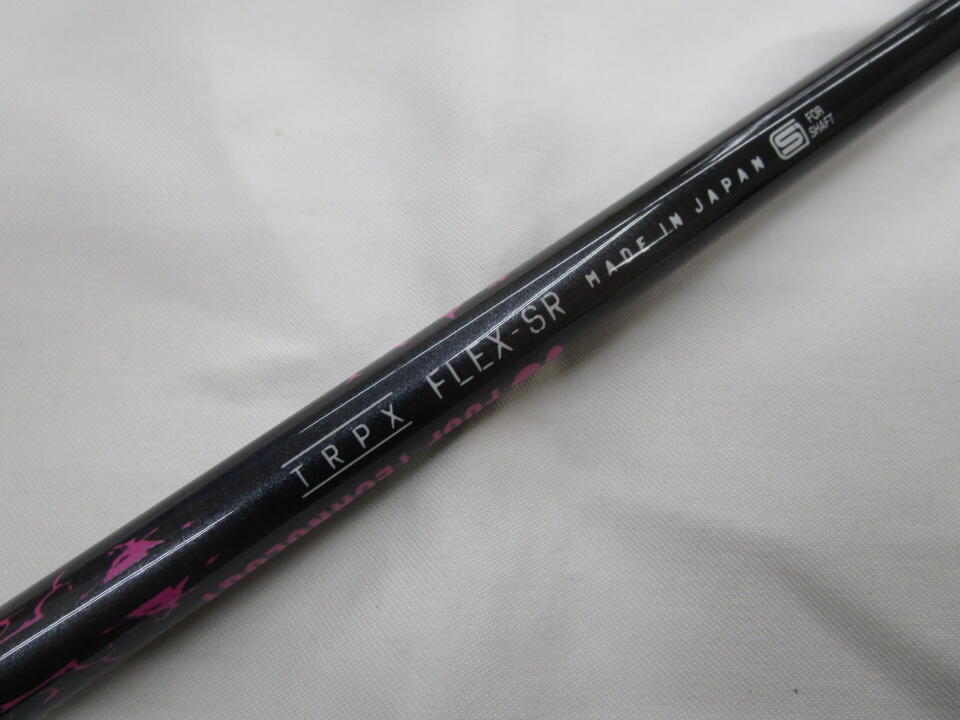 TRPX FLEX-SR MADE IN JAPAN S FOR
SHAFT